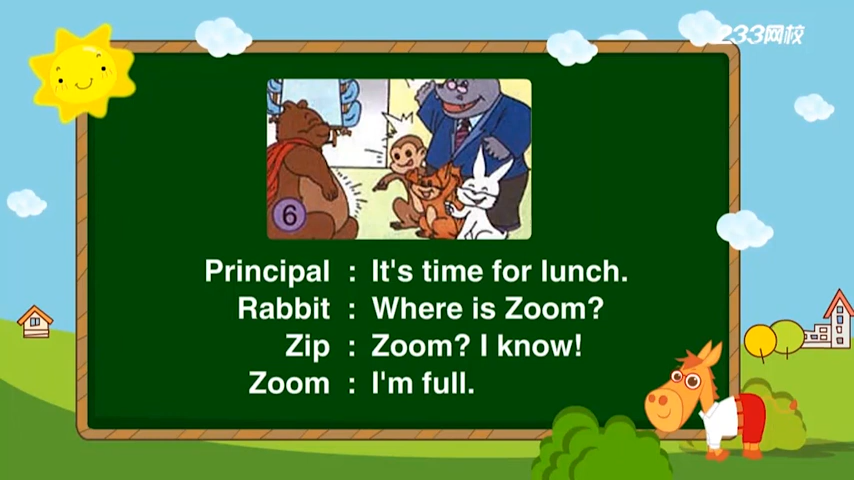 233网校
6
Principal : It's time for lunch.
Rabbit : Where is Zoom?
Zip : Zoom? I know!
Zoom : I'm full.